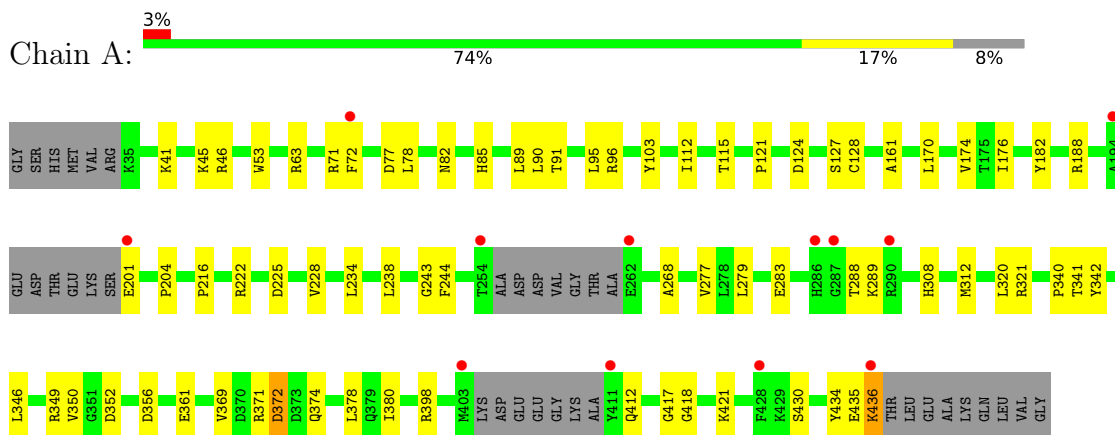 3%
Chain A:
74% 17% 8%
GLY SER HIS MET VAL ARG K35 K41 K45 R46 W53 R63 R71 F72 D77 L78 N82 H85 L89 L90 T91 L95 R96 Y103 I112 T115 P121 D124 S127 C128 A161 L170 V174 T175 I176 Y182 R188 A194
GLU ASP THR GLU LYS SER E201 P204 P216 R222 D225 V228 L234 L238 G243 F244 T254 ALA ASP ASP VAL GLY THR ALA E262 A268 V277 L278 L279 E283 H286 G287 T288 K289 R290 H308 M312 L320 R321 P340 T341 Y342
L346 R349 V350 G351 D352 D356 E361 V369 D370 R371 D372 D373 Q374 L378 Q379 I380 R398 M403 LYS ASP GLU GLU GLY LYS ALA Y411 Q412 G417 G418 K421 F428 K429 S430 Y434 E435 K436 THR LEU GLU ALA LYS GLN LEU VAL GLY